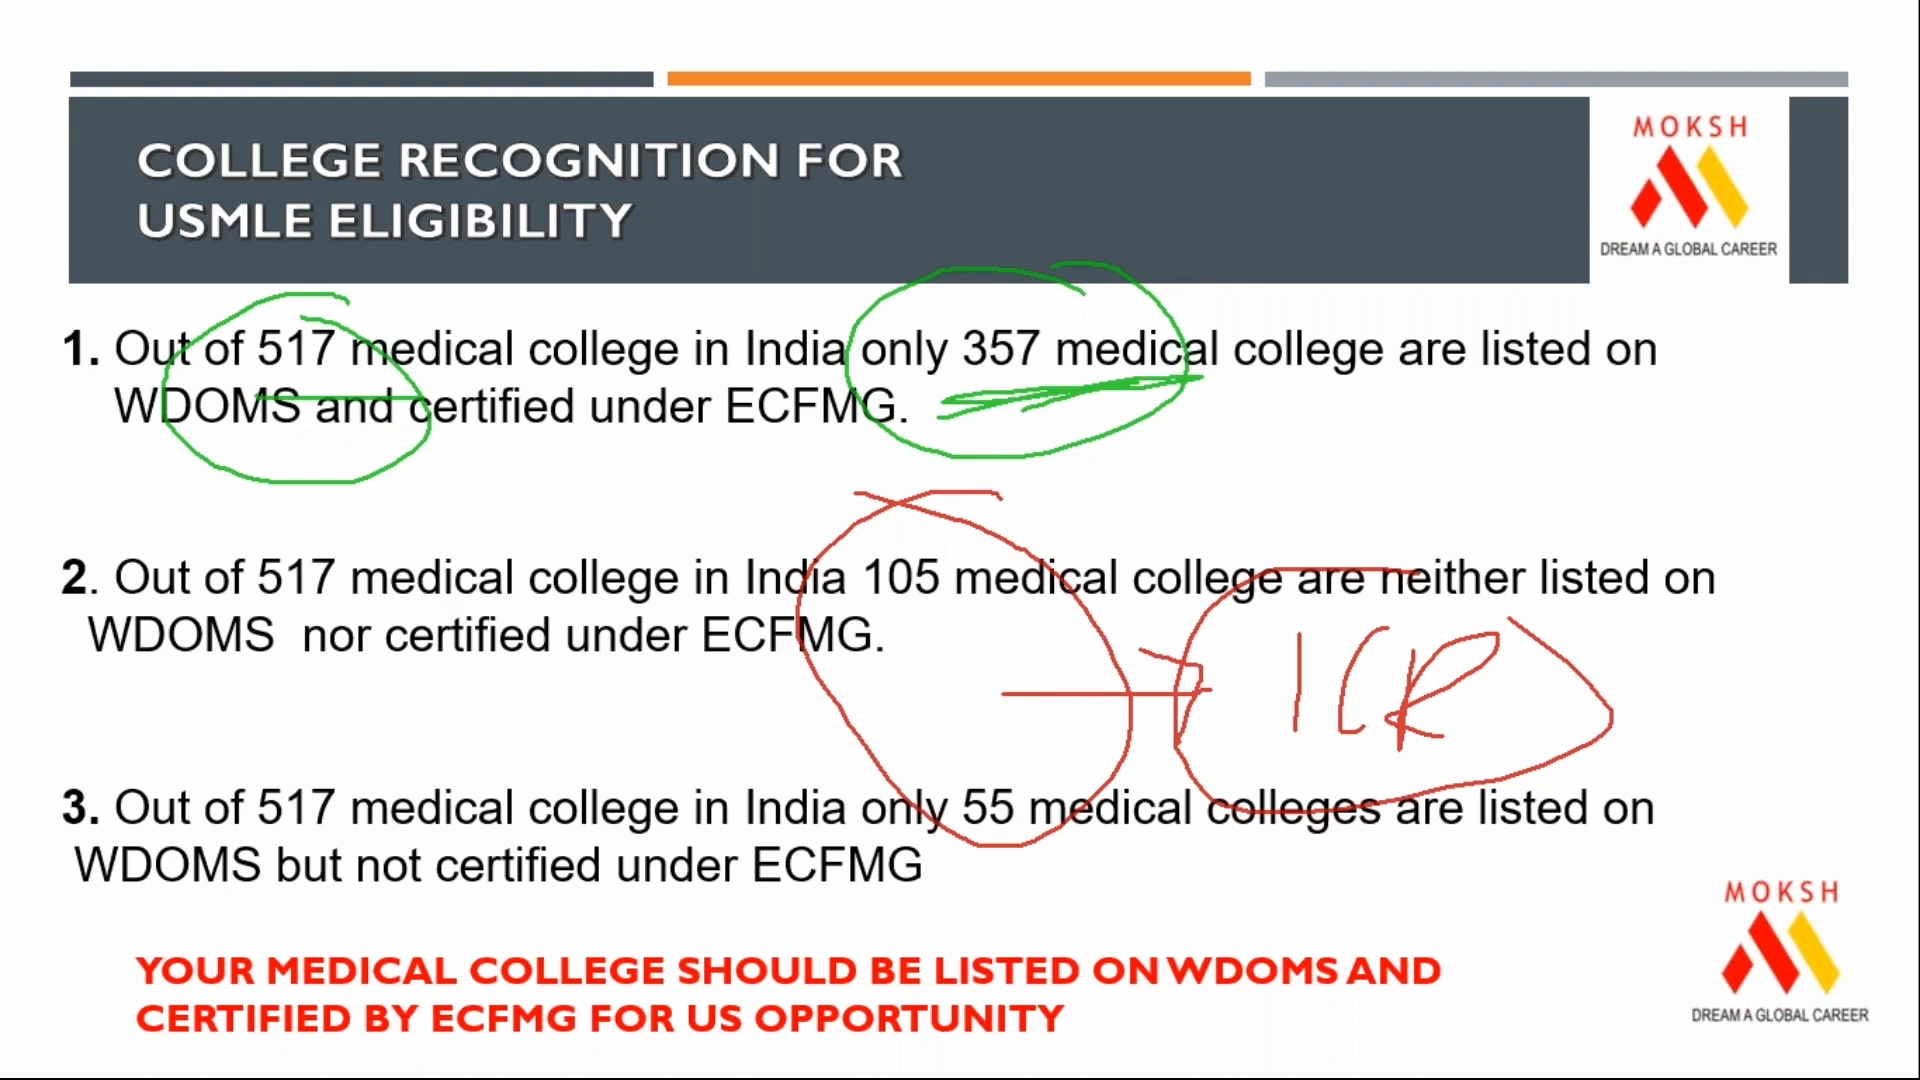 MOKSH
DREAM A GLOBAL CAREER
COLLEGE RECOGNITION FOR
USMLE ELIGIBILITY
1. Out of 517 medical college in India only 357 medical college are listed on
WDOMS and certified under ECFMG.
2. Out of 517 medical college in India 105 medical college are neither listed on
WDOMS nor certified under ECFMG.
1CR
3. Out of 517 medical college in India only 55 medical colleges are listed on
WDOMS but not certified under ECFMG
YOUR MEDICAL COLLEGE SHOULD BE LISTED ON WDOMS AND
CERTIFIED BY ECFMG FOR US OPPORTUNITY
MOKSH
DREAM A GLOBAL CAREER